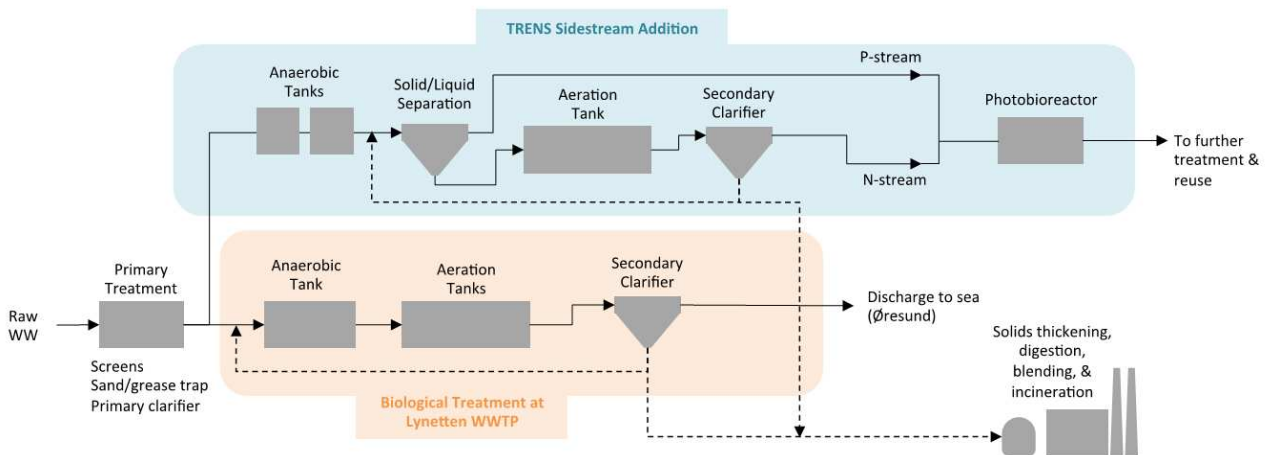 TRENS Sidestream Addition
Anaerobic
Tanks
Solid/Liquid
Separation
Aeration
Tank
Secondary
Clarifier
P-stream
Photobioreactor
N-stream
To further
treatment &
reuse
Primary
Treatment
Anaerobic
Tank
Aeration
Tanks
Secondary
Clarifier
Raw
WW
Discharge to sea
(Øresund)
Screens
Sand/grease trap
Primary clarifier
Biological Treatment at
Lynetten WWTP
Solids thickening,
digestion,
blending, &
incineration